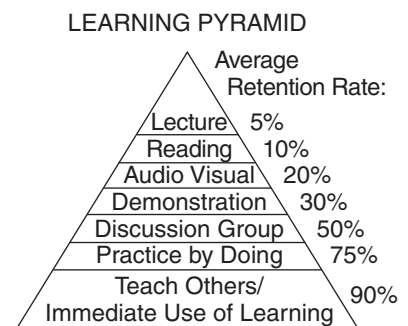 LEARNING PYRAMID
Average
Retention Rate:
Lecture 5%
Reading 10%
Audio Visual 20%
Demonstration 30%
Discussion Group 50%
Practice by Doing 75%
Teach Others/
Immediate Use of Learning 90%